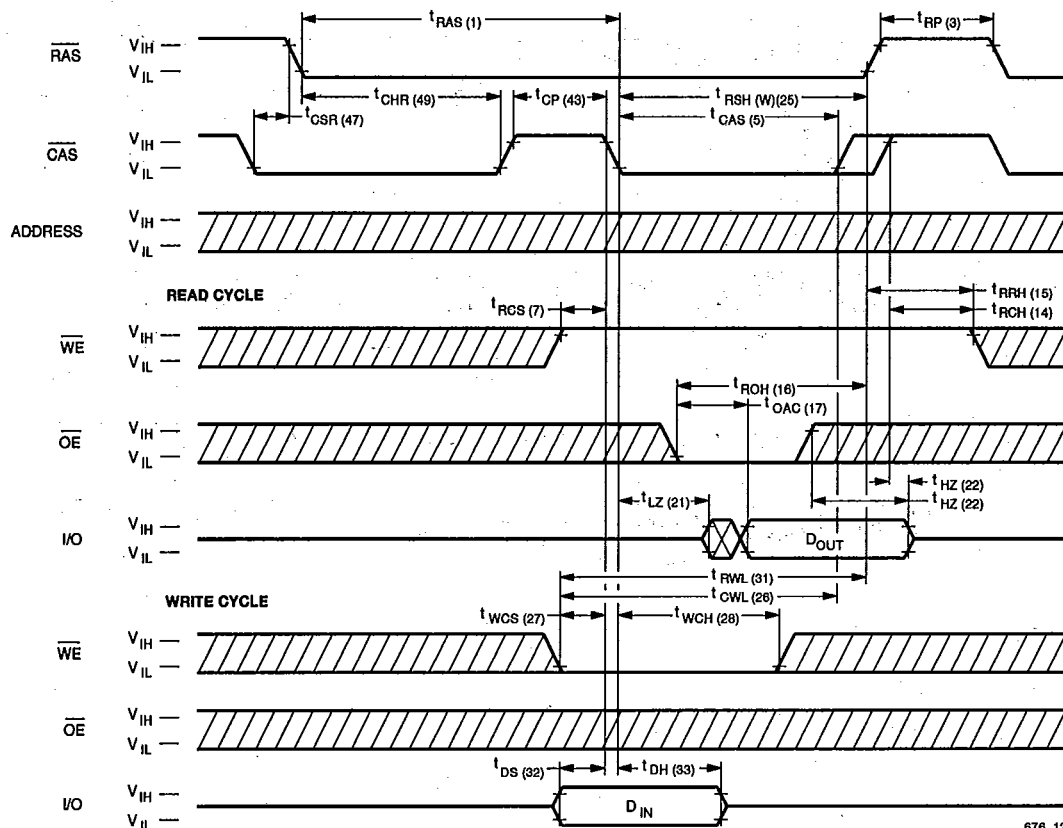 t RAS (1)
t RP (3)
RAS
V IH
V IL
t CHR (49)
t CP (43)
t RSH (W)(25)
t CSR (47)
t CAS (5)
CAS
V IH
V IL
ADDRESS
V IH
V IL
READ CYCLE
t RRH (15)
t RCS (7)
t RCH (14)
WE
V IH
V IL
t ROH (16)
t OAC (17)
OE
V IH
V IL
t HZ (22)
t LZ (21)
t HZ (22)
I/O
V IH
V IL
D OUT
t RWL (31)
WRITE CYCLE
t CWL (26)
t WCS (27)
t WCH (28)
WE
V IH
V IL
OE
V IH
V IL
t DS (32)
t DH (33)
I/O
V IH
V IL
D IN